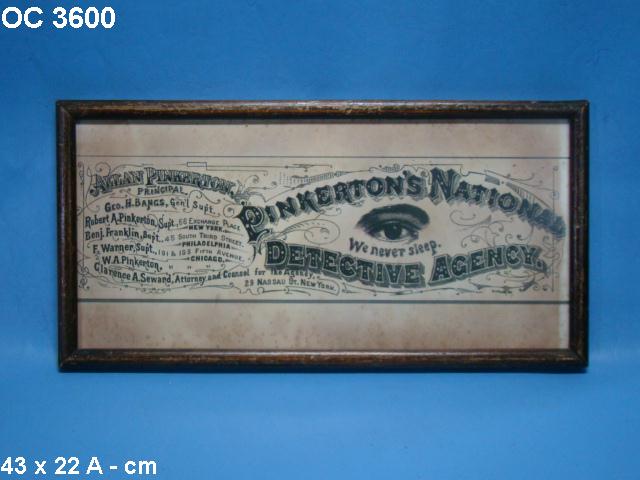 OC 3600
ALLAN PINKERTON,
PRINCIPAL
GEO. H. BANGS, Gen'l Supt.
Robert A. Pinkerton, Supt., 66 EXCHANGE PLACE, NEW YORK.
Benj. Franklin, Supt., 45 SOUTH THIRD STREET, PHILADELPHIA
F. Warner, Supt., 191 & 193 FIFTH AVENUE, CHICAGO.
W.A. Pinkerton, " " "
Clarence A. Seward, Attorney and Counsel for the Agency,
29 NASSAU ST. NEW YORK.
PINKERTON'S NATIONAL
We never sleep.
DETECTIVE AGENCY.
43 x 22 A - cm